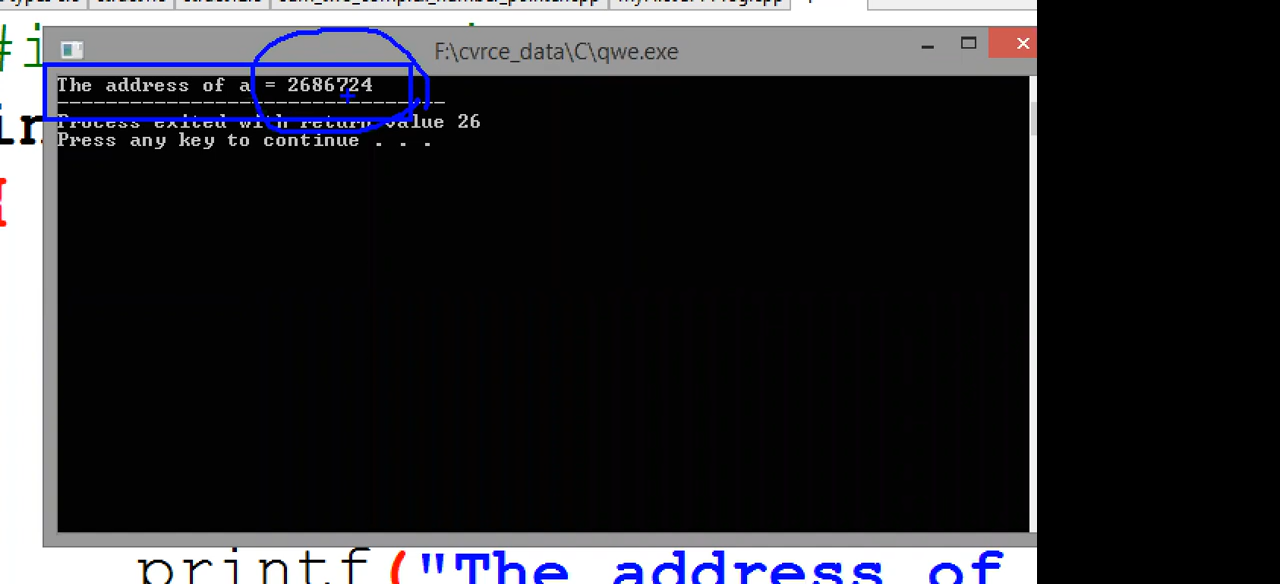 F:\cvrce_data\C\qwe.exe
The address of a = 2686724
--------------------------------
Process exited with return value 26
Press any key to continue . . .
printf("The address of